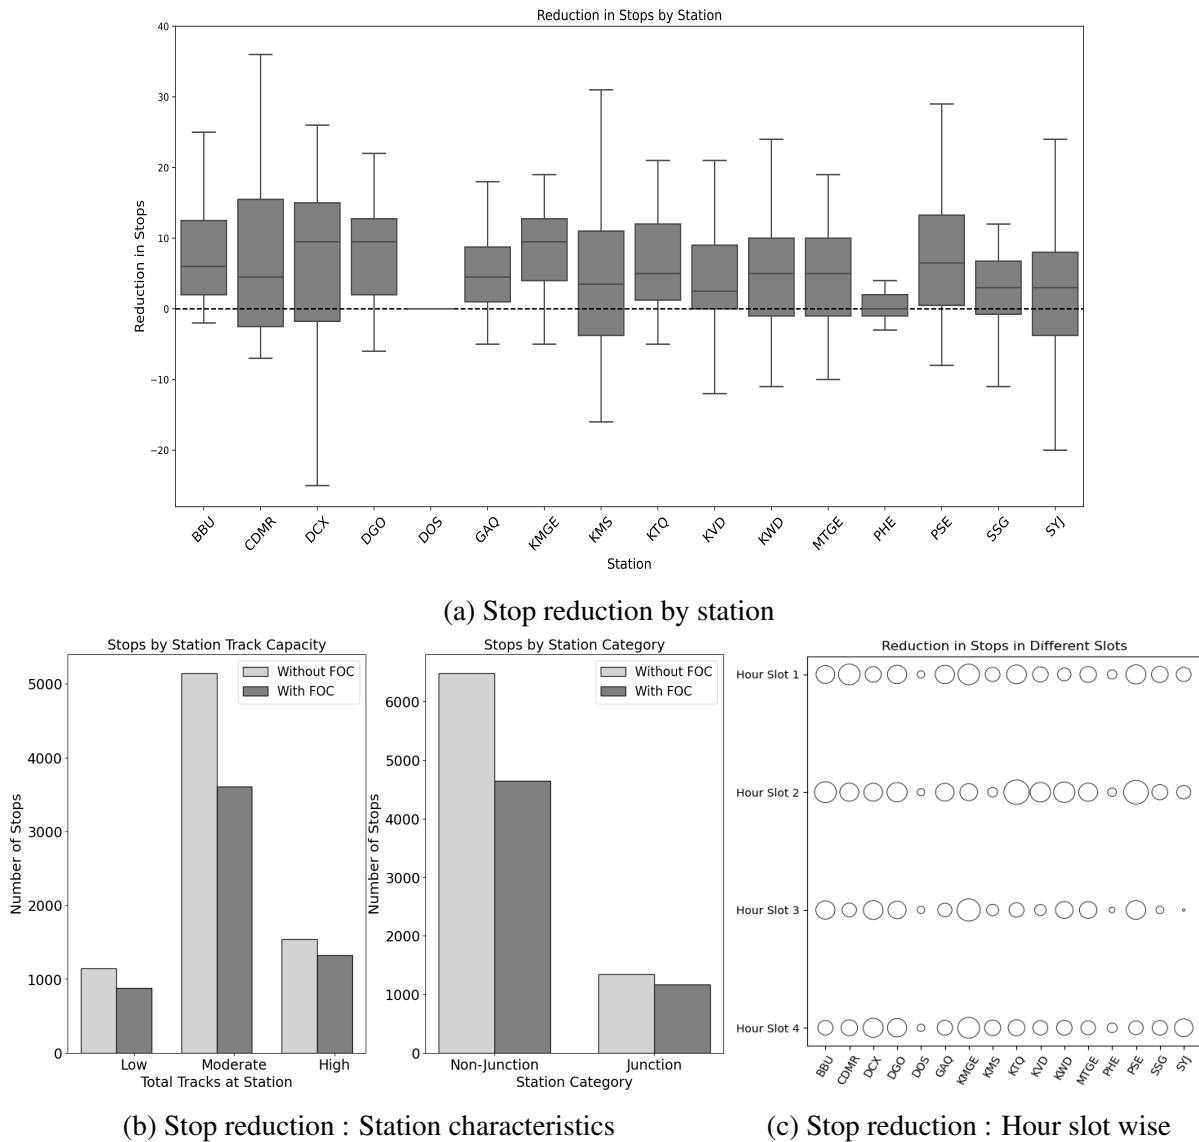 Reduction in Stops by Station
40
30
20
10
0
−10
−20
Reduction in Stops
BBU CDMR DCX DGO DOS GAQ KMGE KMS KTQ KVD KWD MTGE PHE PSE SSG SYJ
Station
(a) Stop reduction by station
Stops by Station Track Capacity
Without FOC
With FOC
5000
4000
3000
2000
1000
0
Number of Stops
Low Moderate High
Total Tracks at Station
Stops by Station Category
Without FOC
With FOC
6000
5000
4000
3000
2000
1000
0
Number of Stops
Non-Junction Junction
Station Category
(b) Stop reduction : Station characteristics
Reduction in Stops in Different Slots
Hour Slot 1
Hour Slot 2
Hour Slot 3
Hour Slot 4
BBU CDMR DCX DGO DOS GAQ KMGE KMS KTQ KVD KWD MTGE PHE PSE SSG SYJ
(c) Stop reduction : Hour slot wise